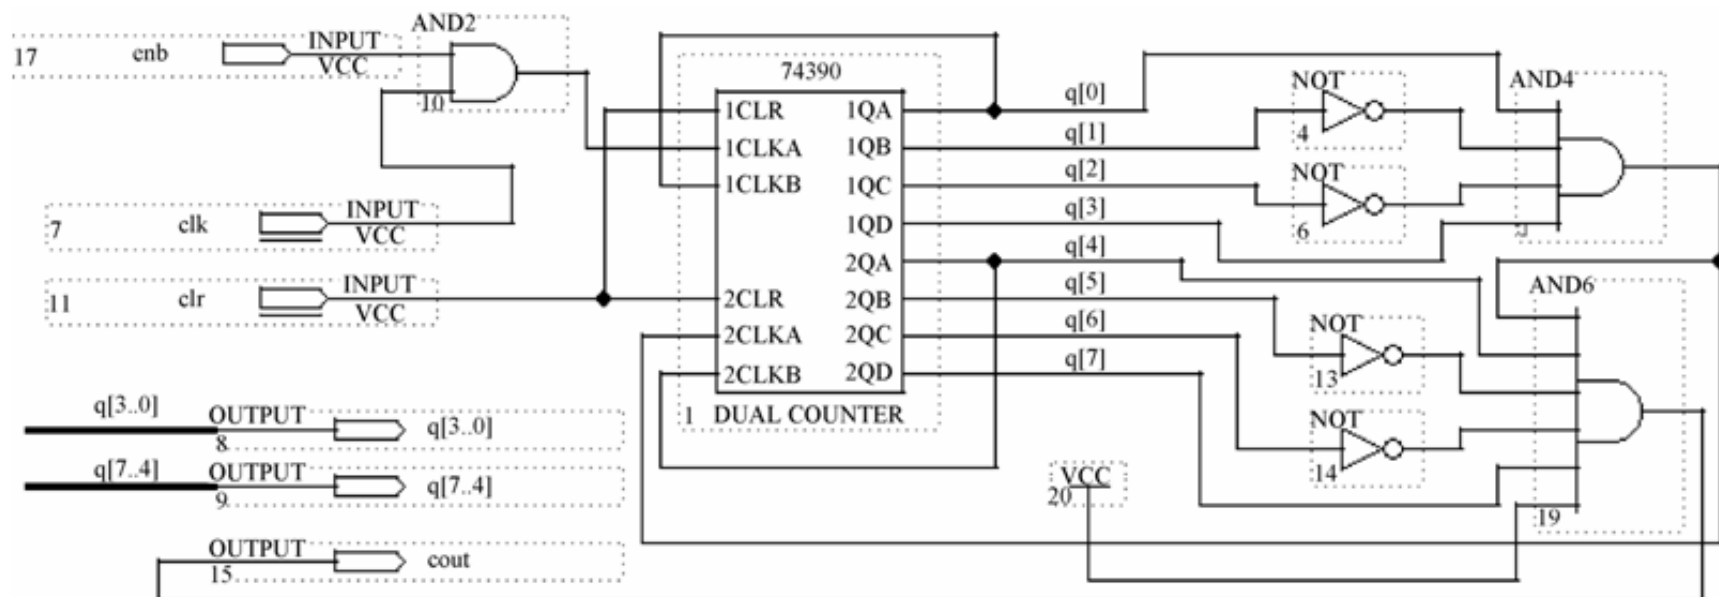 AND2
17 cnb INPUT
VCC
10
74390
1CLR 1QA q[0]
1CLKA 1QB q[1]
1CLKB 1QC q[2]
1QD q[3]
2QA q[4]
2CLR 2QB q[5]
2CLKA 2QC q[6]
2CLKB 2QD q[7]
1 DUAL COUNTER
NOT
4
NOT
6
AND4
7 clk INPUT
VCC
11 clr INPUT
VCC
AND6
NOT
13
NOT
14
19
VCC
20
q[3..0] OUTPUT q[3..0]
8
q[7..4] OUTPUT q[7..4]
9
OUTPUT cout
15